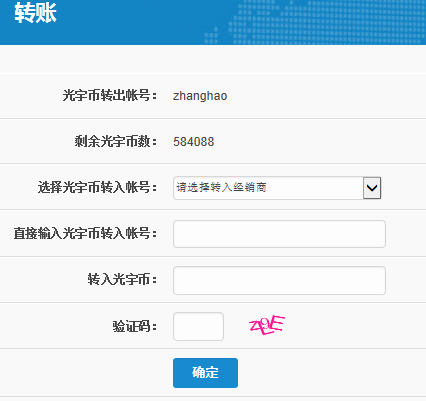 转账
光宇币转出帐号： zhanghao
剩余光宇币数： 584088
选择光宇币转入帐号： 请选择转入经销商
直接输入光宇币转入帐号：
转入光宇币：
验证码：
确定